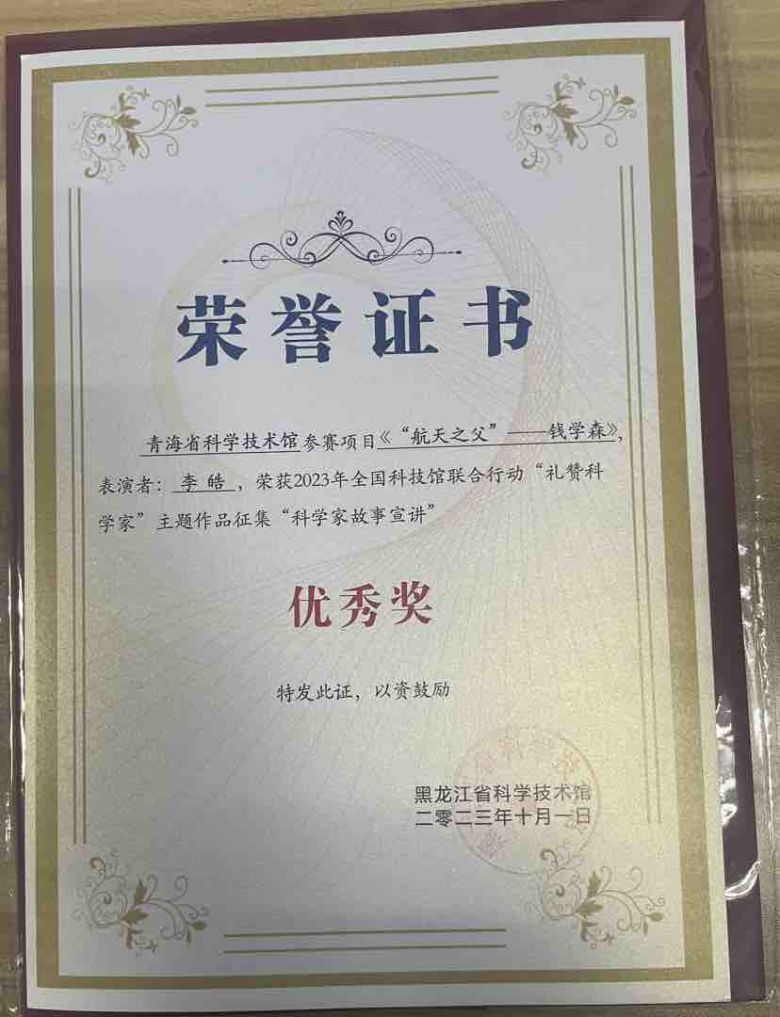 荣誉证书
青海省科学技术馆参赛项目《“航天之父”——钱学森》，
表演者：李皓，荣获2023年全国科技馆联合行动“礼赞科
学家”主题作品征集“科学家故事宣讲”
优秀奖
特发此证，以资鼓励
黑龙江省科学技术馆
二零二三年十月一日